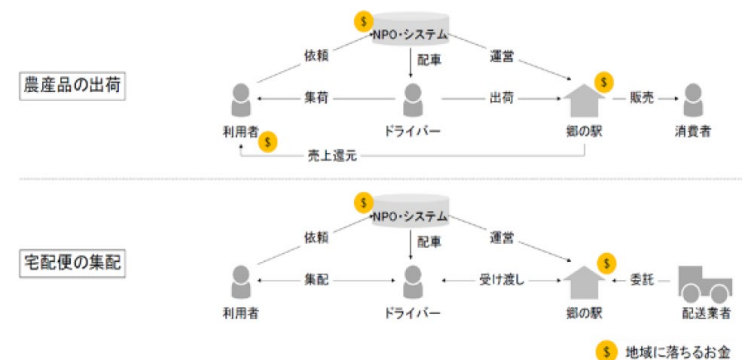 農産品の出荷
$
NPO・システム
依頼
配車
運営
利用者
集荷
ドライバー
出荷
$
郷の駅
販売
消費者
$
売上還元
宅配便の集配
$
NPO・システム
依頼
配車
運営
利用者
集配
ドライバー
受け渡し
$
郷の駅
委託
配送業者
$ 地域に落ちるお金